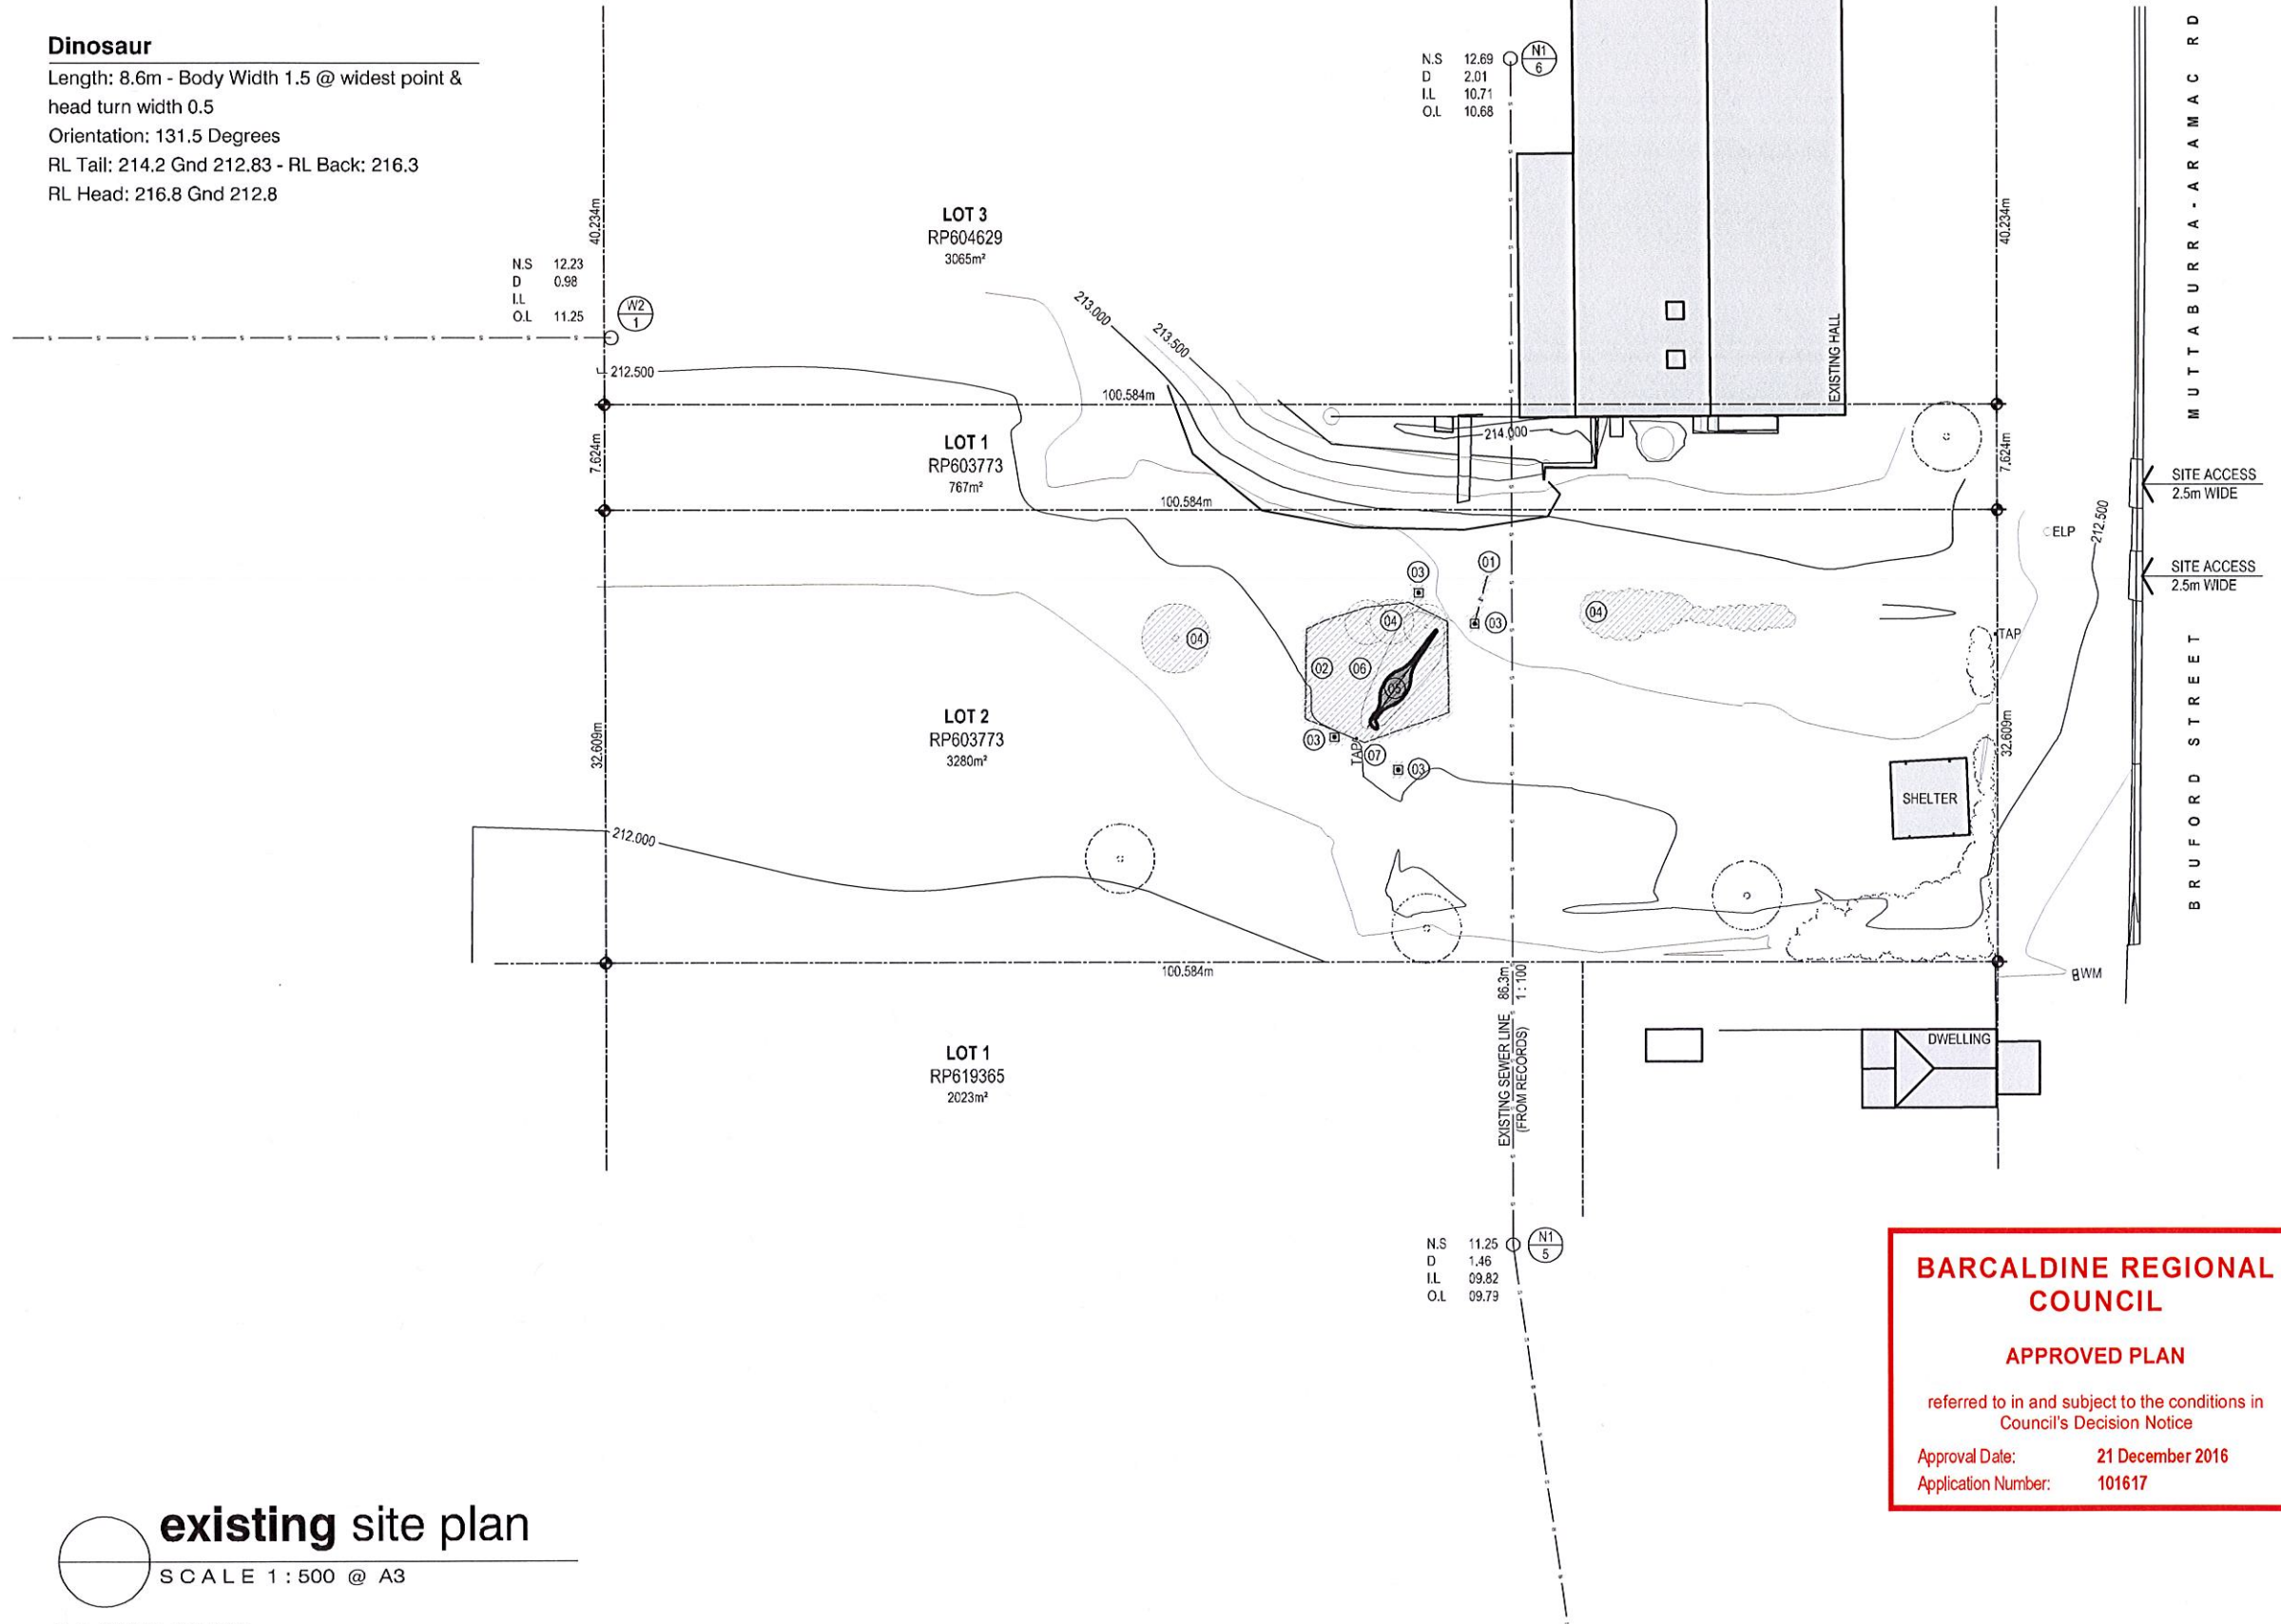 Dinosaur
Length: 8.6m - Body Width 1.5 @ widest point &
head turn width 0.5
Orientation: 131.5 Degrees
RL Tail: 214.2 Gnd 212.83 - RL Back: 216.3
RL Head: 216.8 Gnd 212.8
N.S 12.69
D 2.01
I.L 10.71
O.L 10.68
N1
6
MUTTABURRA-ARAMAC RD
40.234m
LOT 3
RP604629
3065m²
40.234m
N.S 12.23
D 0.98
I.L
O.L 11.25
W2
1
213.000
213.500
EXISTING HALL
212.500
100.584m
214.000
7.624m
LOT 1
RP603773
767m²
7.624m
SITE ACCESS
2.5m WIDE
100.584m
ELP
212.500
SITE ACCESS
2.5m WIDE
01
03
03
04
04
04
TAP
02
06
05
LOT 2
RP603773
3280m²
32.609m
32.609m
03
TAP
07
03
BRUFORD STREET
SHELTER
212.000
100.584m
WM
EXISTING SEWER LINE 86.3m
(FROM RECORDS) 1:100
DWELLING
LOT 1
RP619365
2023m²
N.S 11.25
D 1.46
I.L 09.82
O.L 09.79
N1
5
BARCALDINE REGIONAL
COUNCIL
APPROVED PLAN
referred to in and subject to the conditions in
Council's Decision Notice
Approval Date: 21 December 2016
Application Number: 101617
existing site plan
SCALE 1:500 @ A3